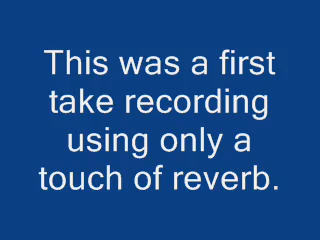 This was a first
take recording
using only a
touch of reverb.